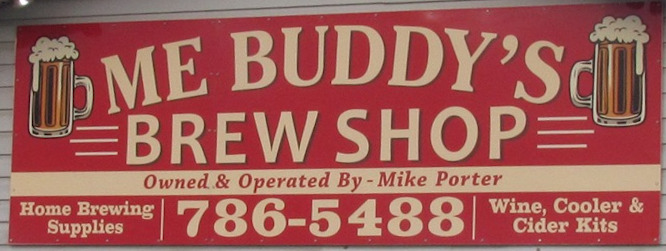 ME BUDDY'S
BREW SHOP
Owned & Operated By - Mike Porter
Home Brewing
Supplies
786-5488
Wine, Cooler &
Cider Kits